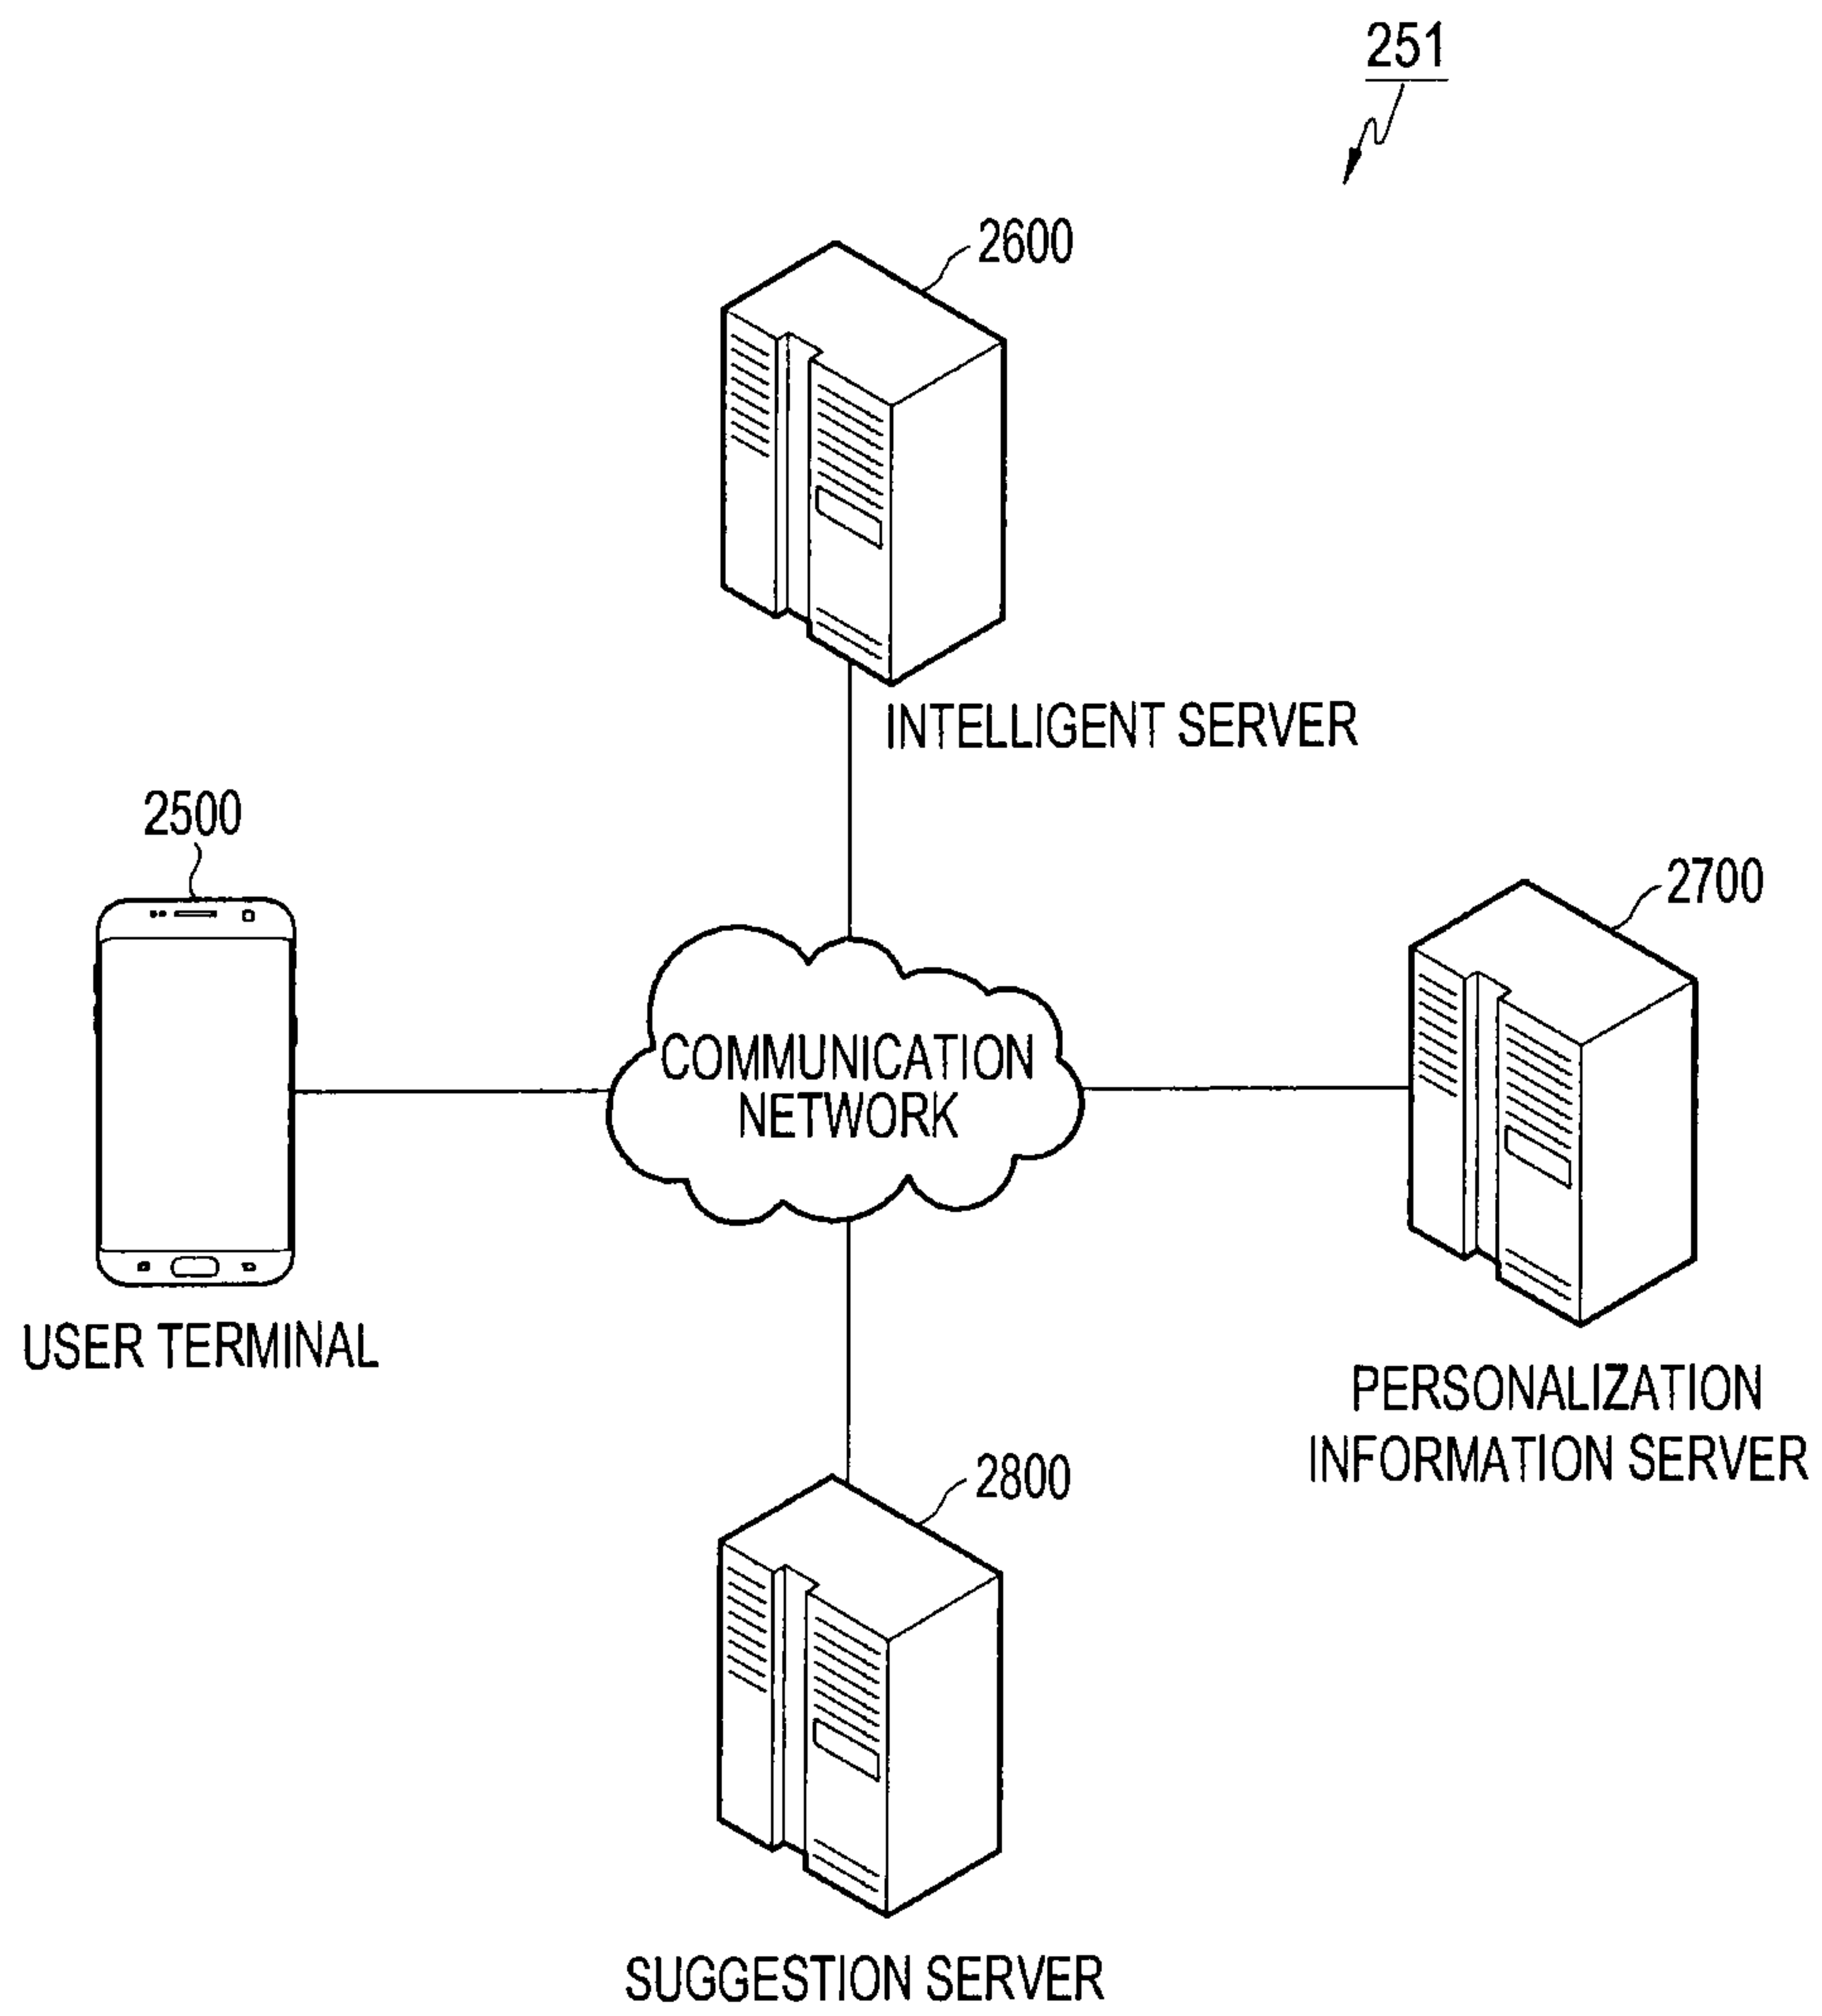 251
2600
INTELLIGENT SERVER
2500
2700
COMMUNICATION
NETWORK
USER TERMINAL
PERSONALIZATION
INFORMATION SERVER
2800
SUGGESTION SERVER